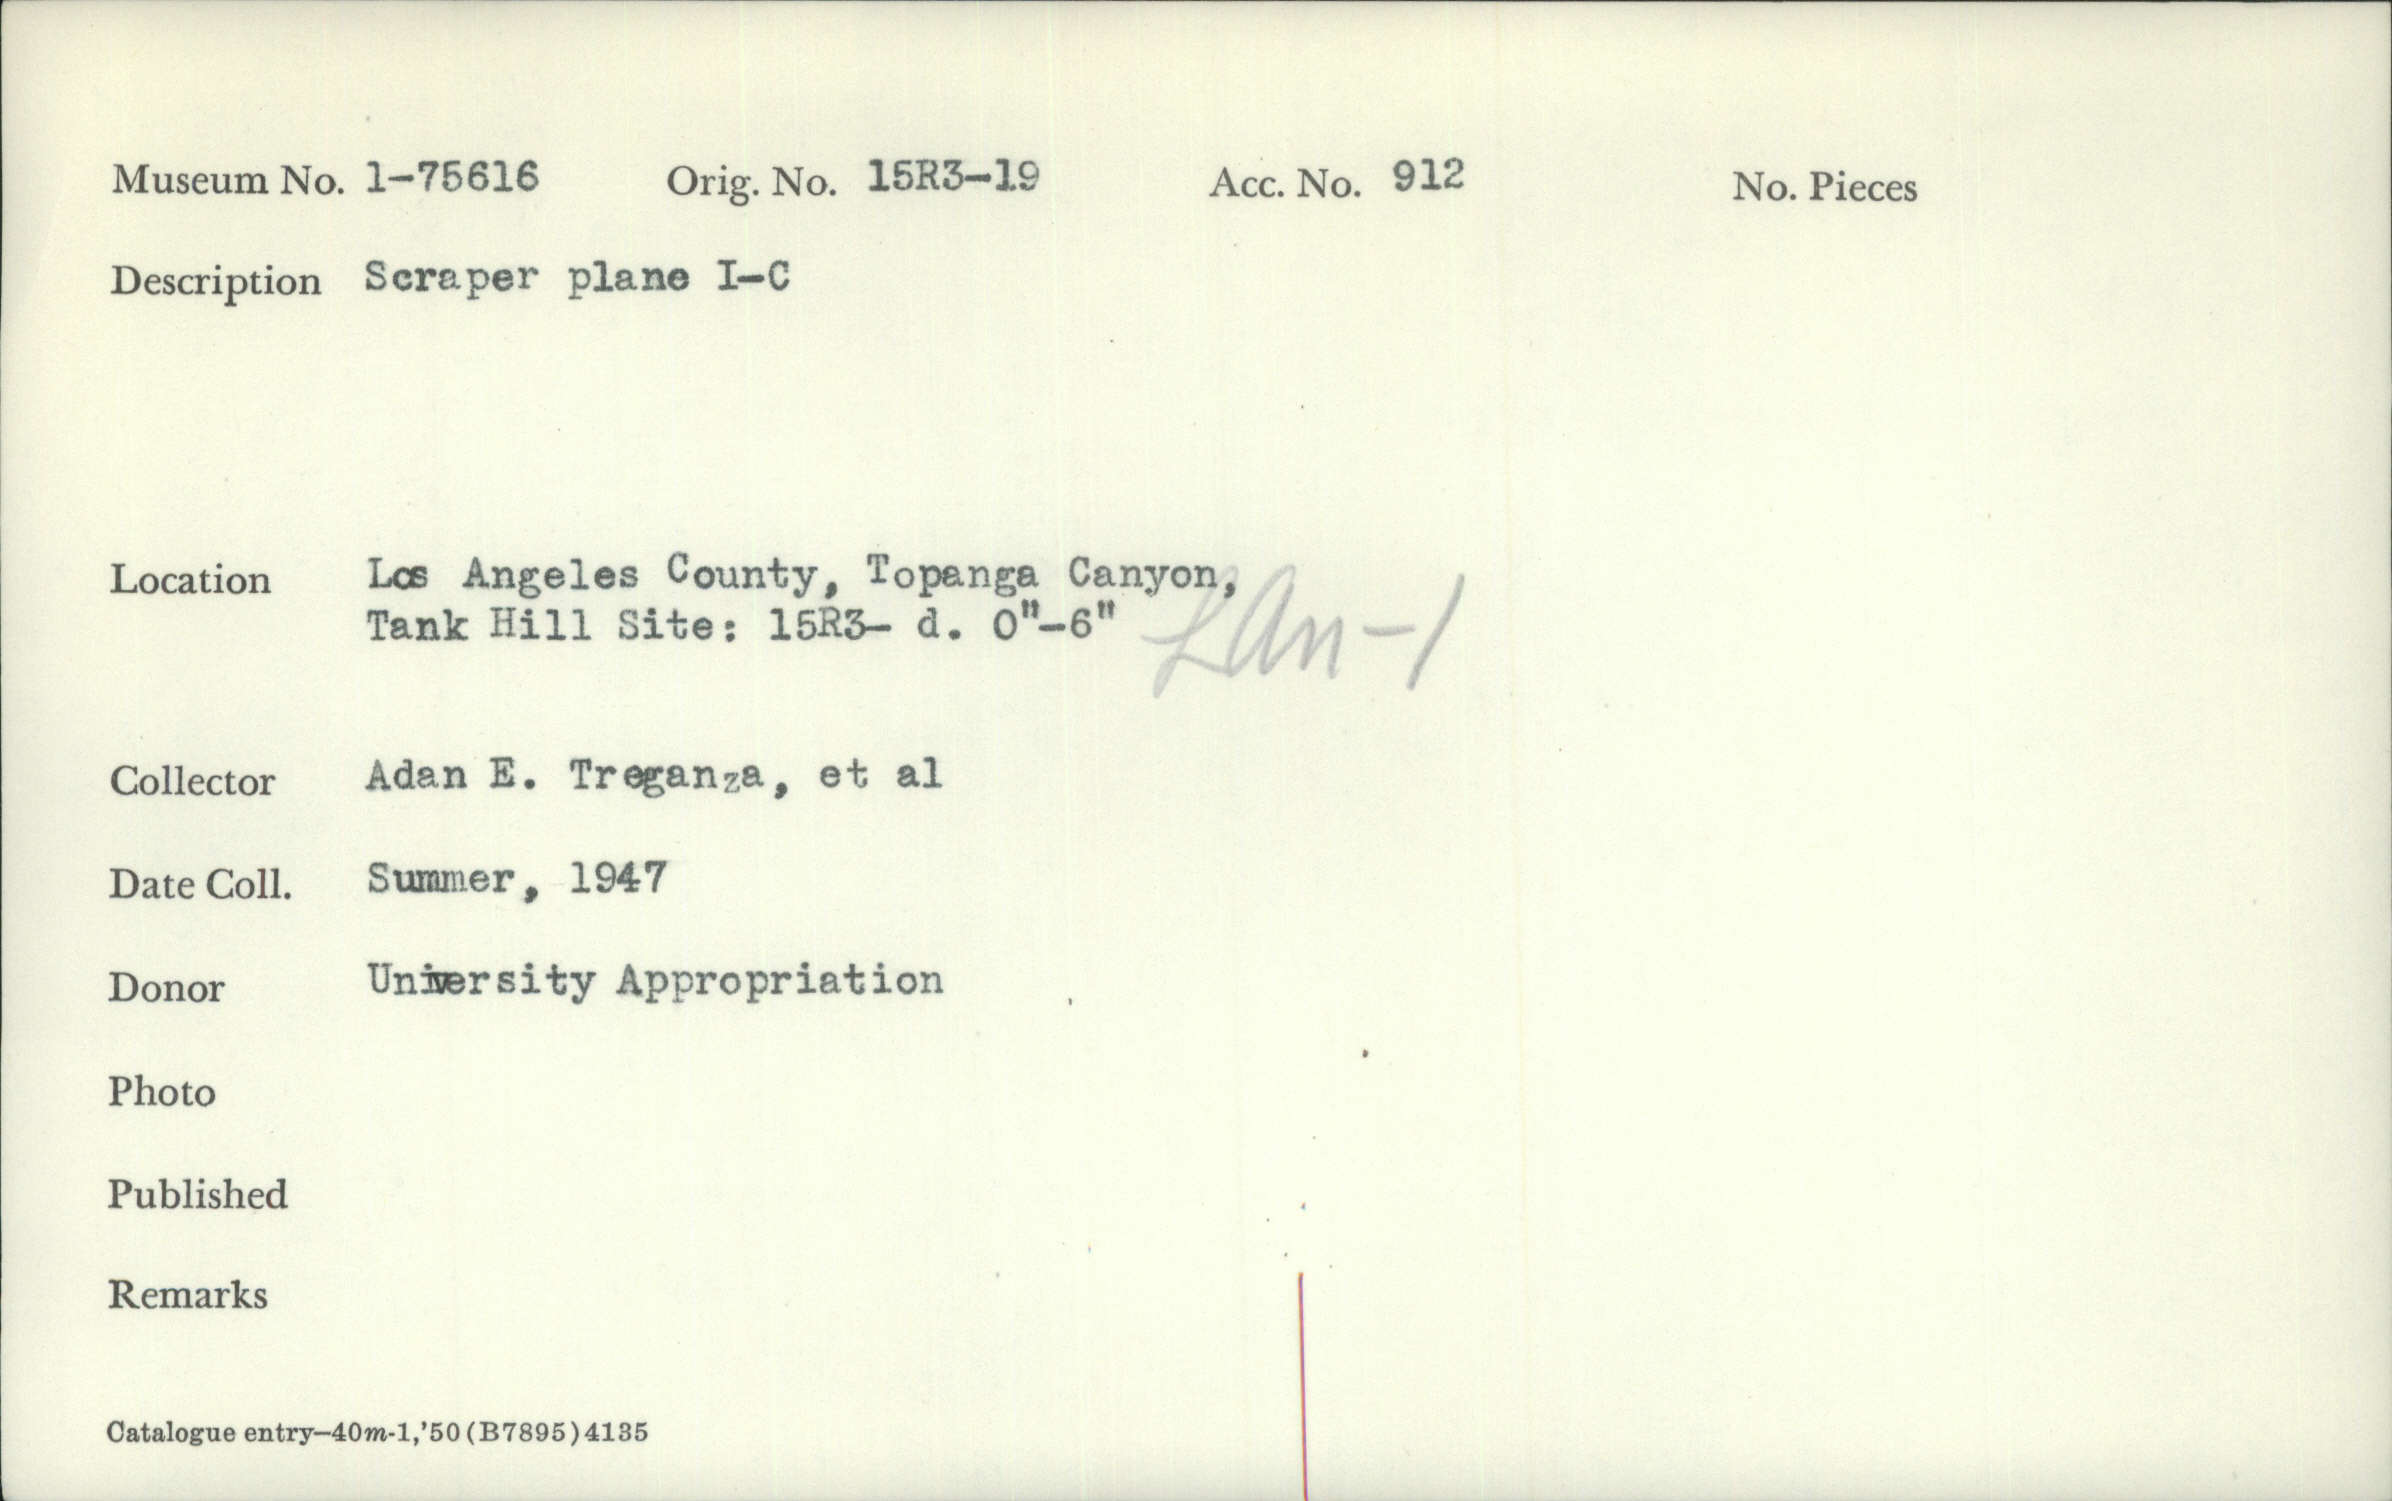 Museum No. 1-75616 Orig. No. 15R3-19 Acc. No. 912 No. Pieces
Description Scraper plane I-C
Location Los Angeles County, Topanga Canyon,
Tank Hill Site: 15R3- d. 0"-6" LAn-1
Collector Adan E. Treganza, et al
Date Coll. Summer, 1947
Donor University Appropriation
Photo
Published
Remarks
Catalogue entry—40m-1,'50(B7895)4135